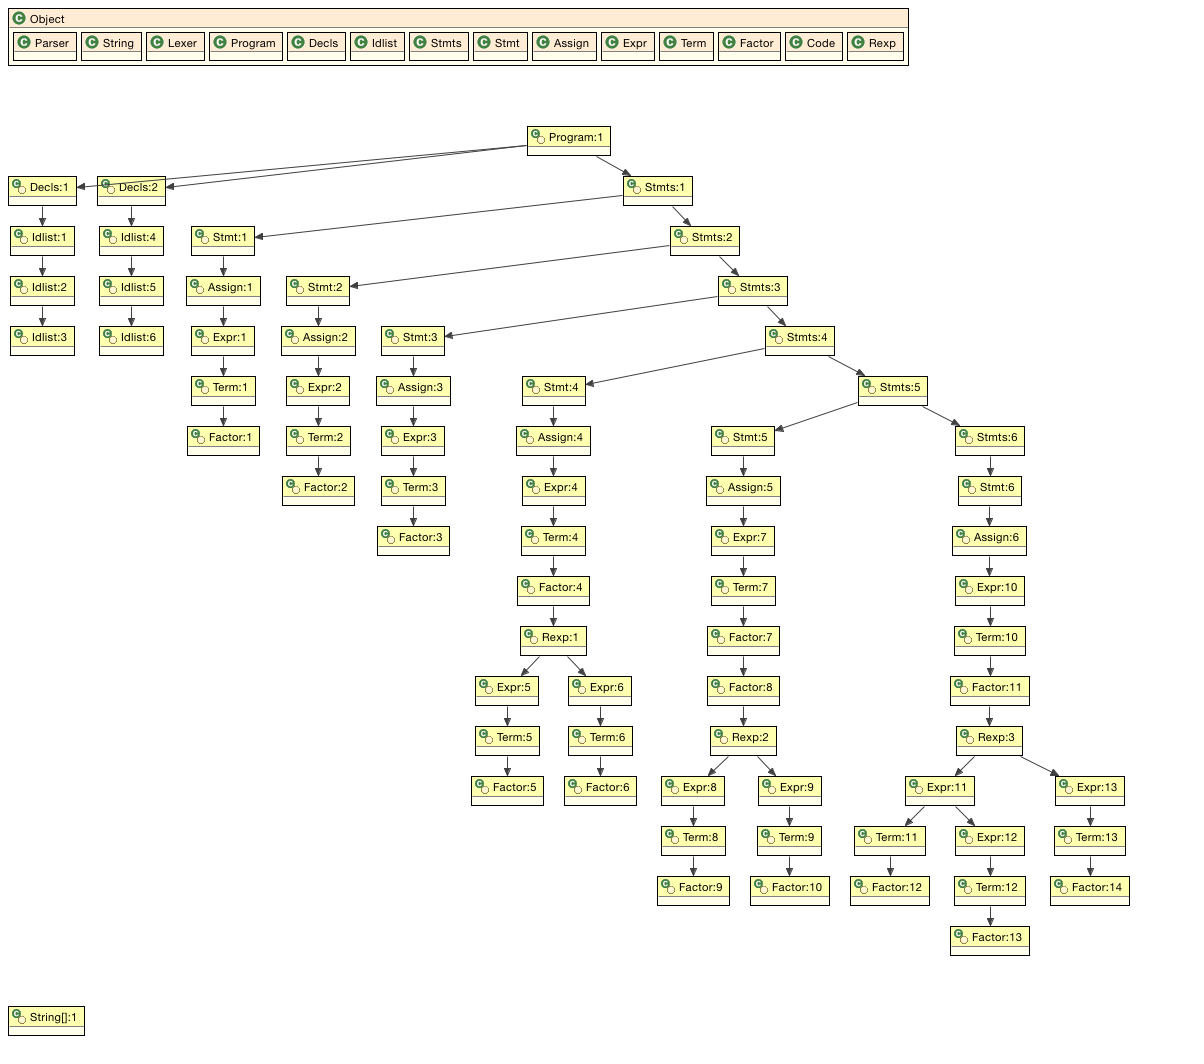 Object
Parser String Lexer Program Decls Idlist Stmts Stmt Assign Expr Term Factor Code Rexp
Program:1
Decls:1 Decls:2 Stmts:1
Idlist:1 Idlist:4 Stmt:1 Stmts:2
Idlist:2 Idlist:5 Assign:1 Stmt:2 Stmts:3
Idlist:3 Idlist:6 Expr:1 Assign:2 Stmt:3 Stmts:4
Term:1 Expr:2 Assign:3 Stmt:4 Stmts:5
Factor:1 Term:2 Expr:3 Assign:4 Stmt:5 Stmts:6
Factor:2 Term:3 Expr:4 Assign:5 Stmt:6
Factor:3 Term:4 Expr:7 Assign:6
Factor:4 Term:7 Expr:10
Rexp:1 Factor:7 Term:10
Expr:5 Expr:6 Factor:8 Factor:11
Term:5 Term:6 Rexp:2 Rexp:3
Factor:5 Factor:6 Expr:8 Expr:9 Expr:11 Expr:13
Term:8 Term:9 Term:11 Expr:12 Term:13
Factor:9 Factor:10 Factor:12 Term:12 Factor:14
Factor:13
String[]:1